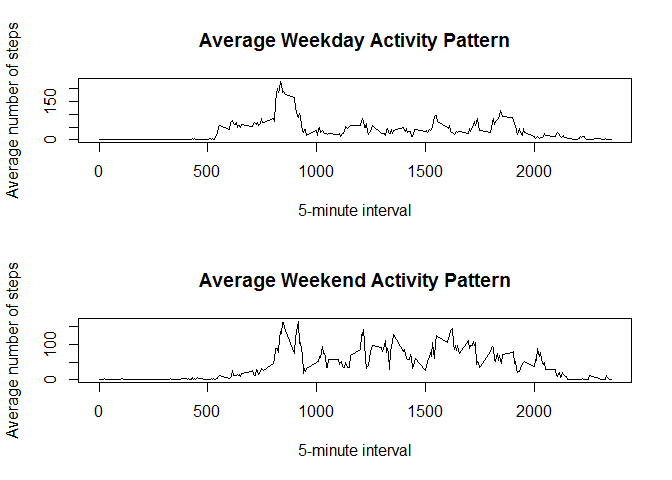 Average Weekday Activity Pattern
Average number of steps
150
0
0 500 1000 1500 2000
5-minute interval
Average Weekend Activity Pattern
Average number of steps
100
0
0 500 1000 1500 2000
5-minute interval